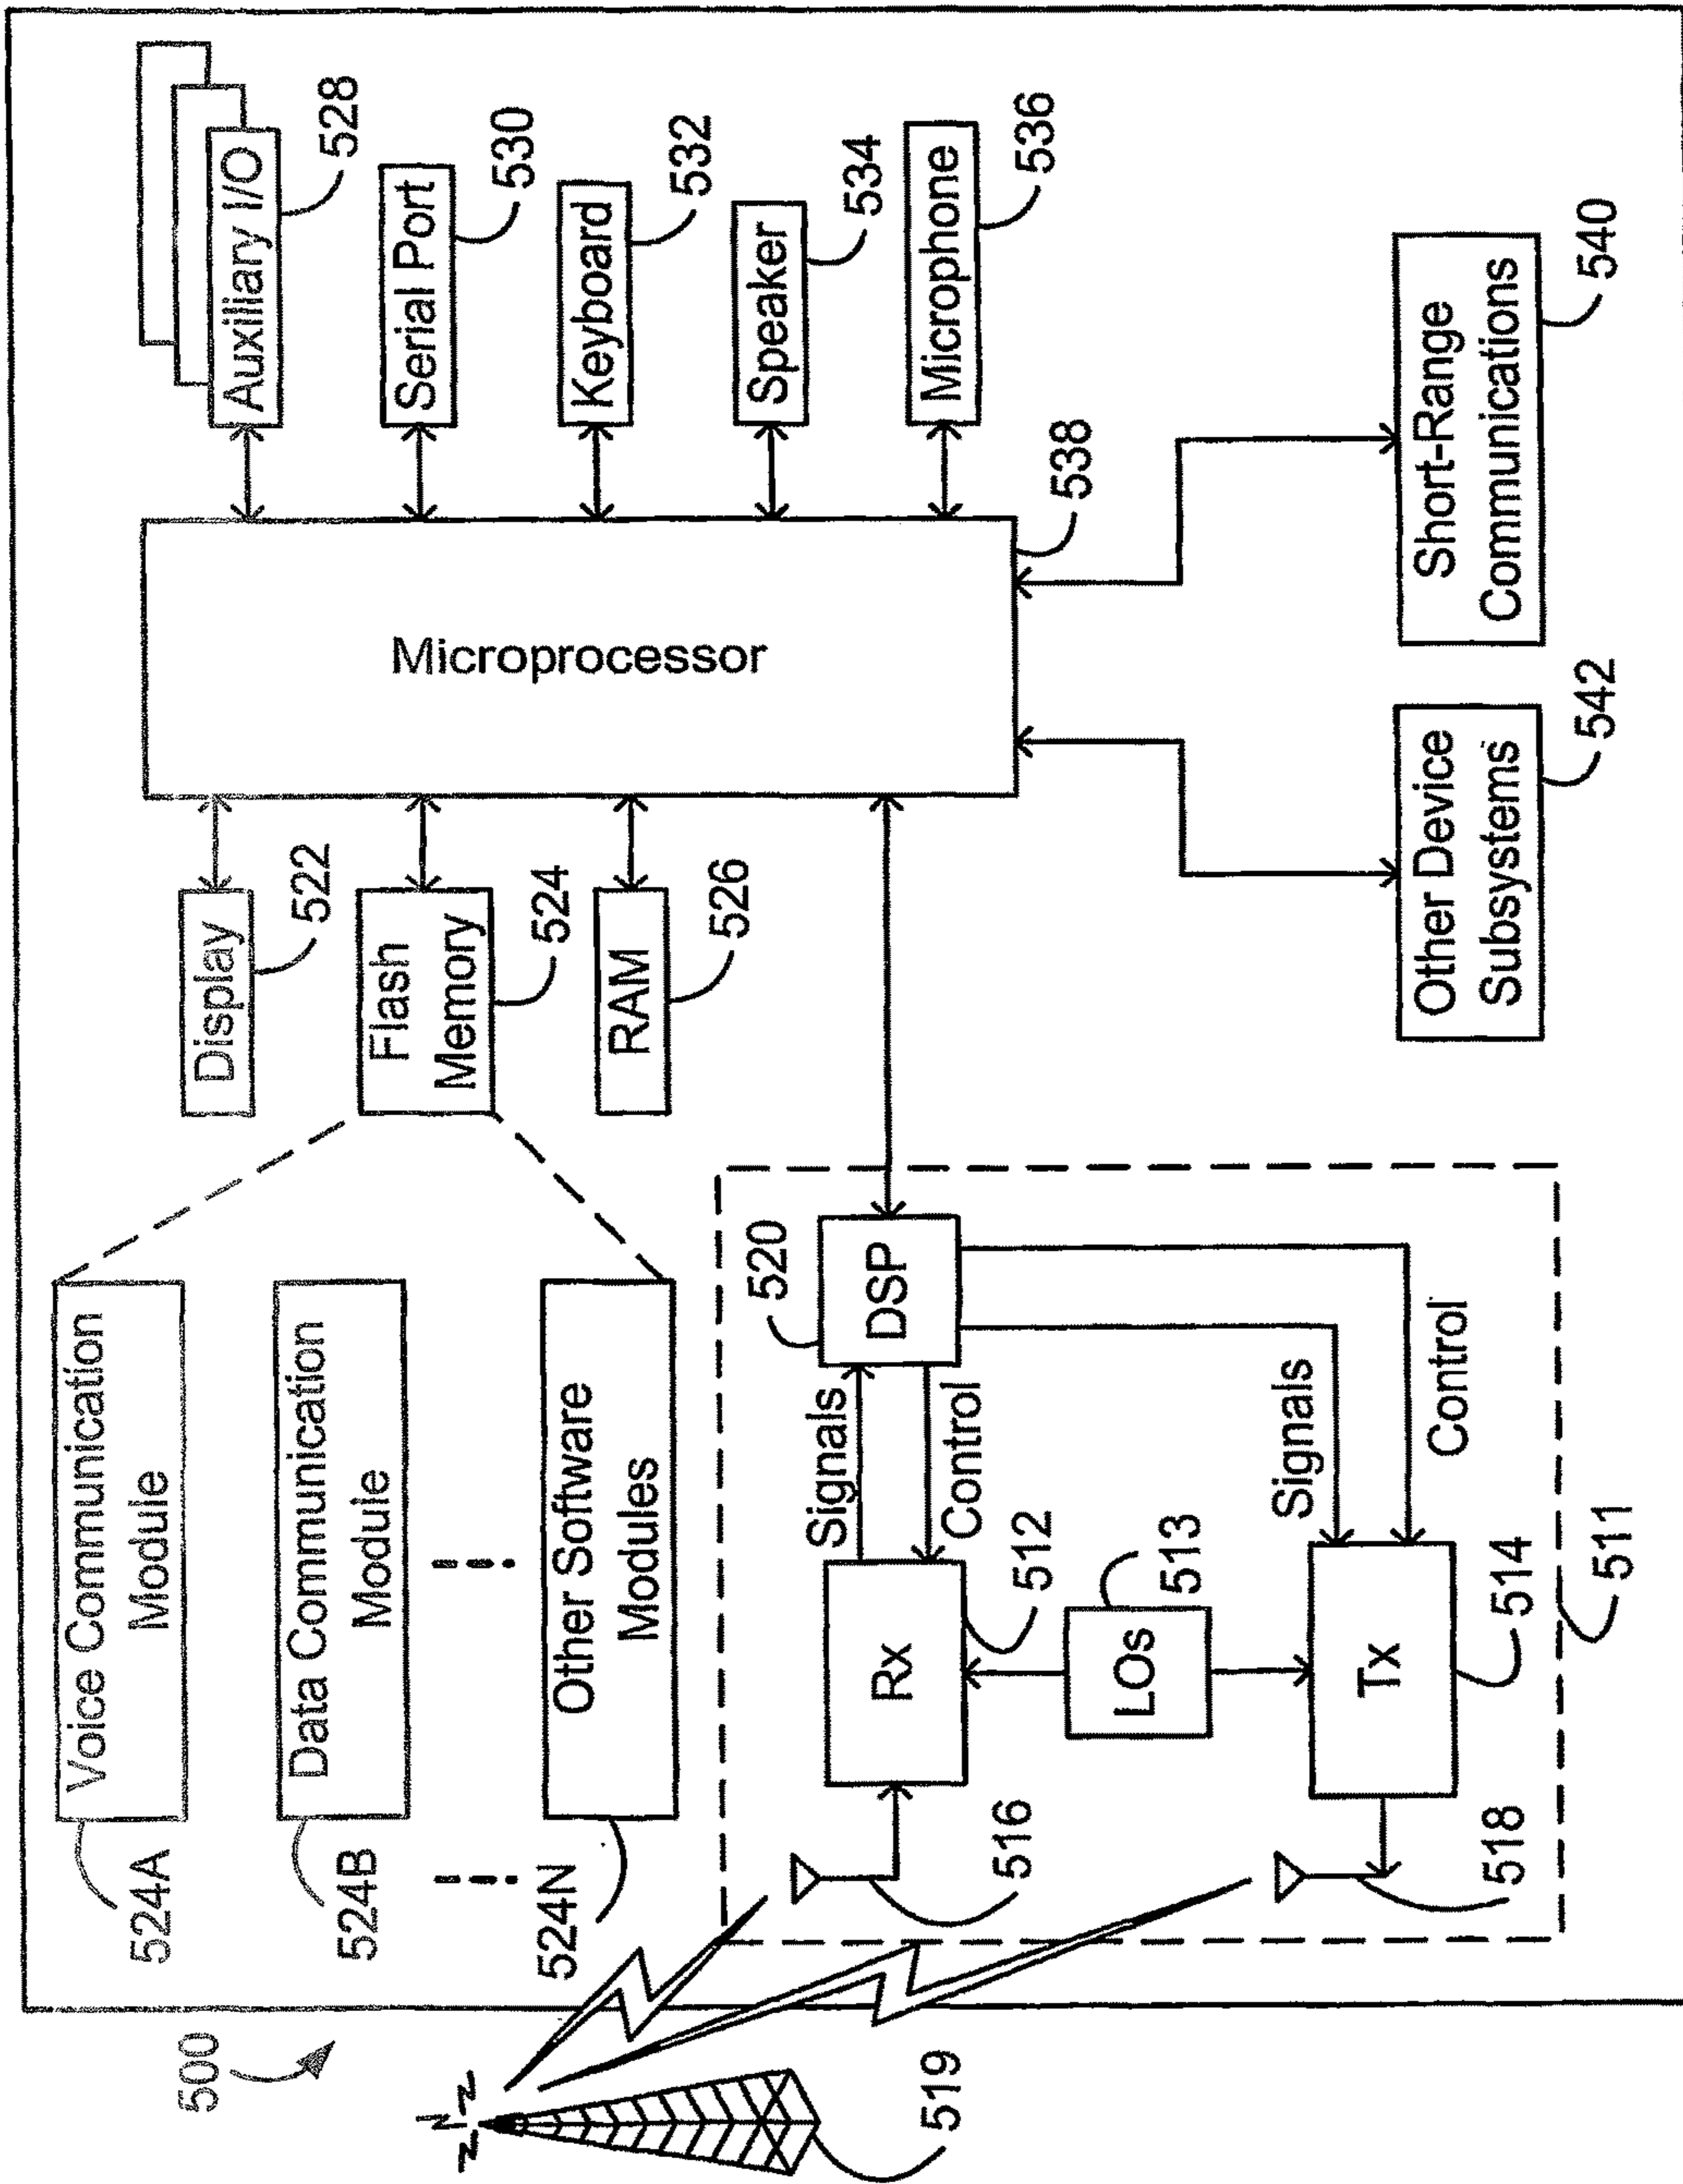 500
519
524A
Voice Communication
Module
524B
Data Communication
Module
524N
Other Software
Modules
Display
522
Flash
Memory
524
RAM
526
Microprocessor
538
Auxiliary I/O
528
Serial Port
530
Keyboard
532
Speaker
534
Microphone
536
Short-Range
Communications
540
Other Device
Subsystems
542
520
DSP
Signals
Control
Rx
512
LOs
513
Signals
Control
Tx
514
516
518
511